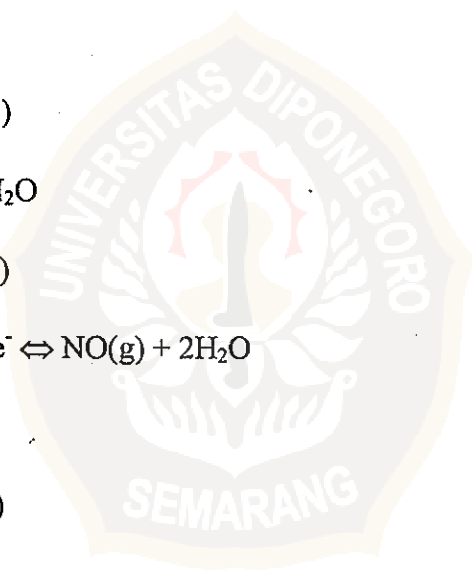 )
H₂O
)
e⁻ ⇔ NO(g) + 2H₂O
)
UNIVERSITAS DIPONEGORO
SEMARANG